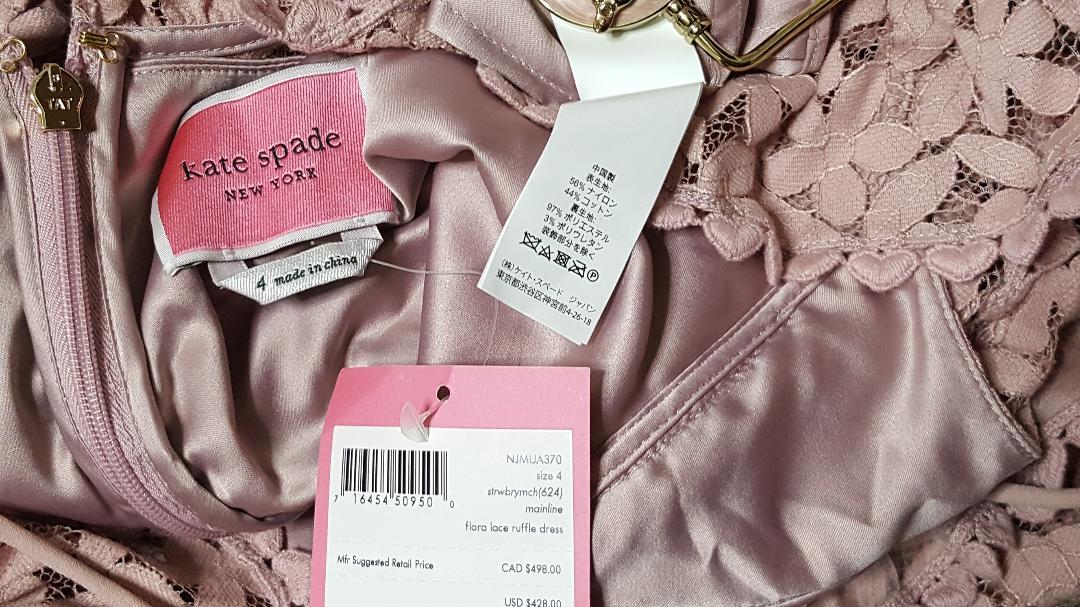 kate spade
NEW YORK
4 made in china
中国製
表生地:
56% ナイロン
44% コットン
裏生地:
97% ポリエステル
3% ポリウレタン
装飾部分を除く
(株)ケイト・スペード ジャパン
東京都渋谷区神宮前4-26-18
NJMUA370
size 4
strwbrymch(624)
mainline
flora lace ruffle dress
7 16454 50950 0
Mfr Suggested Retail Price
CAD $498.00
USD $428.00